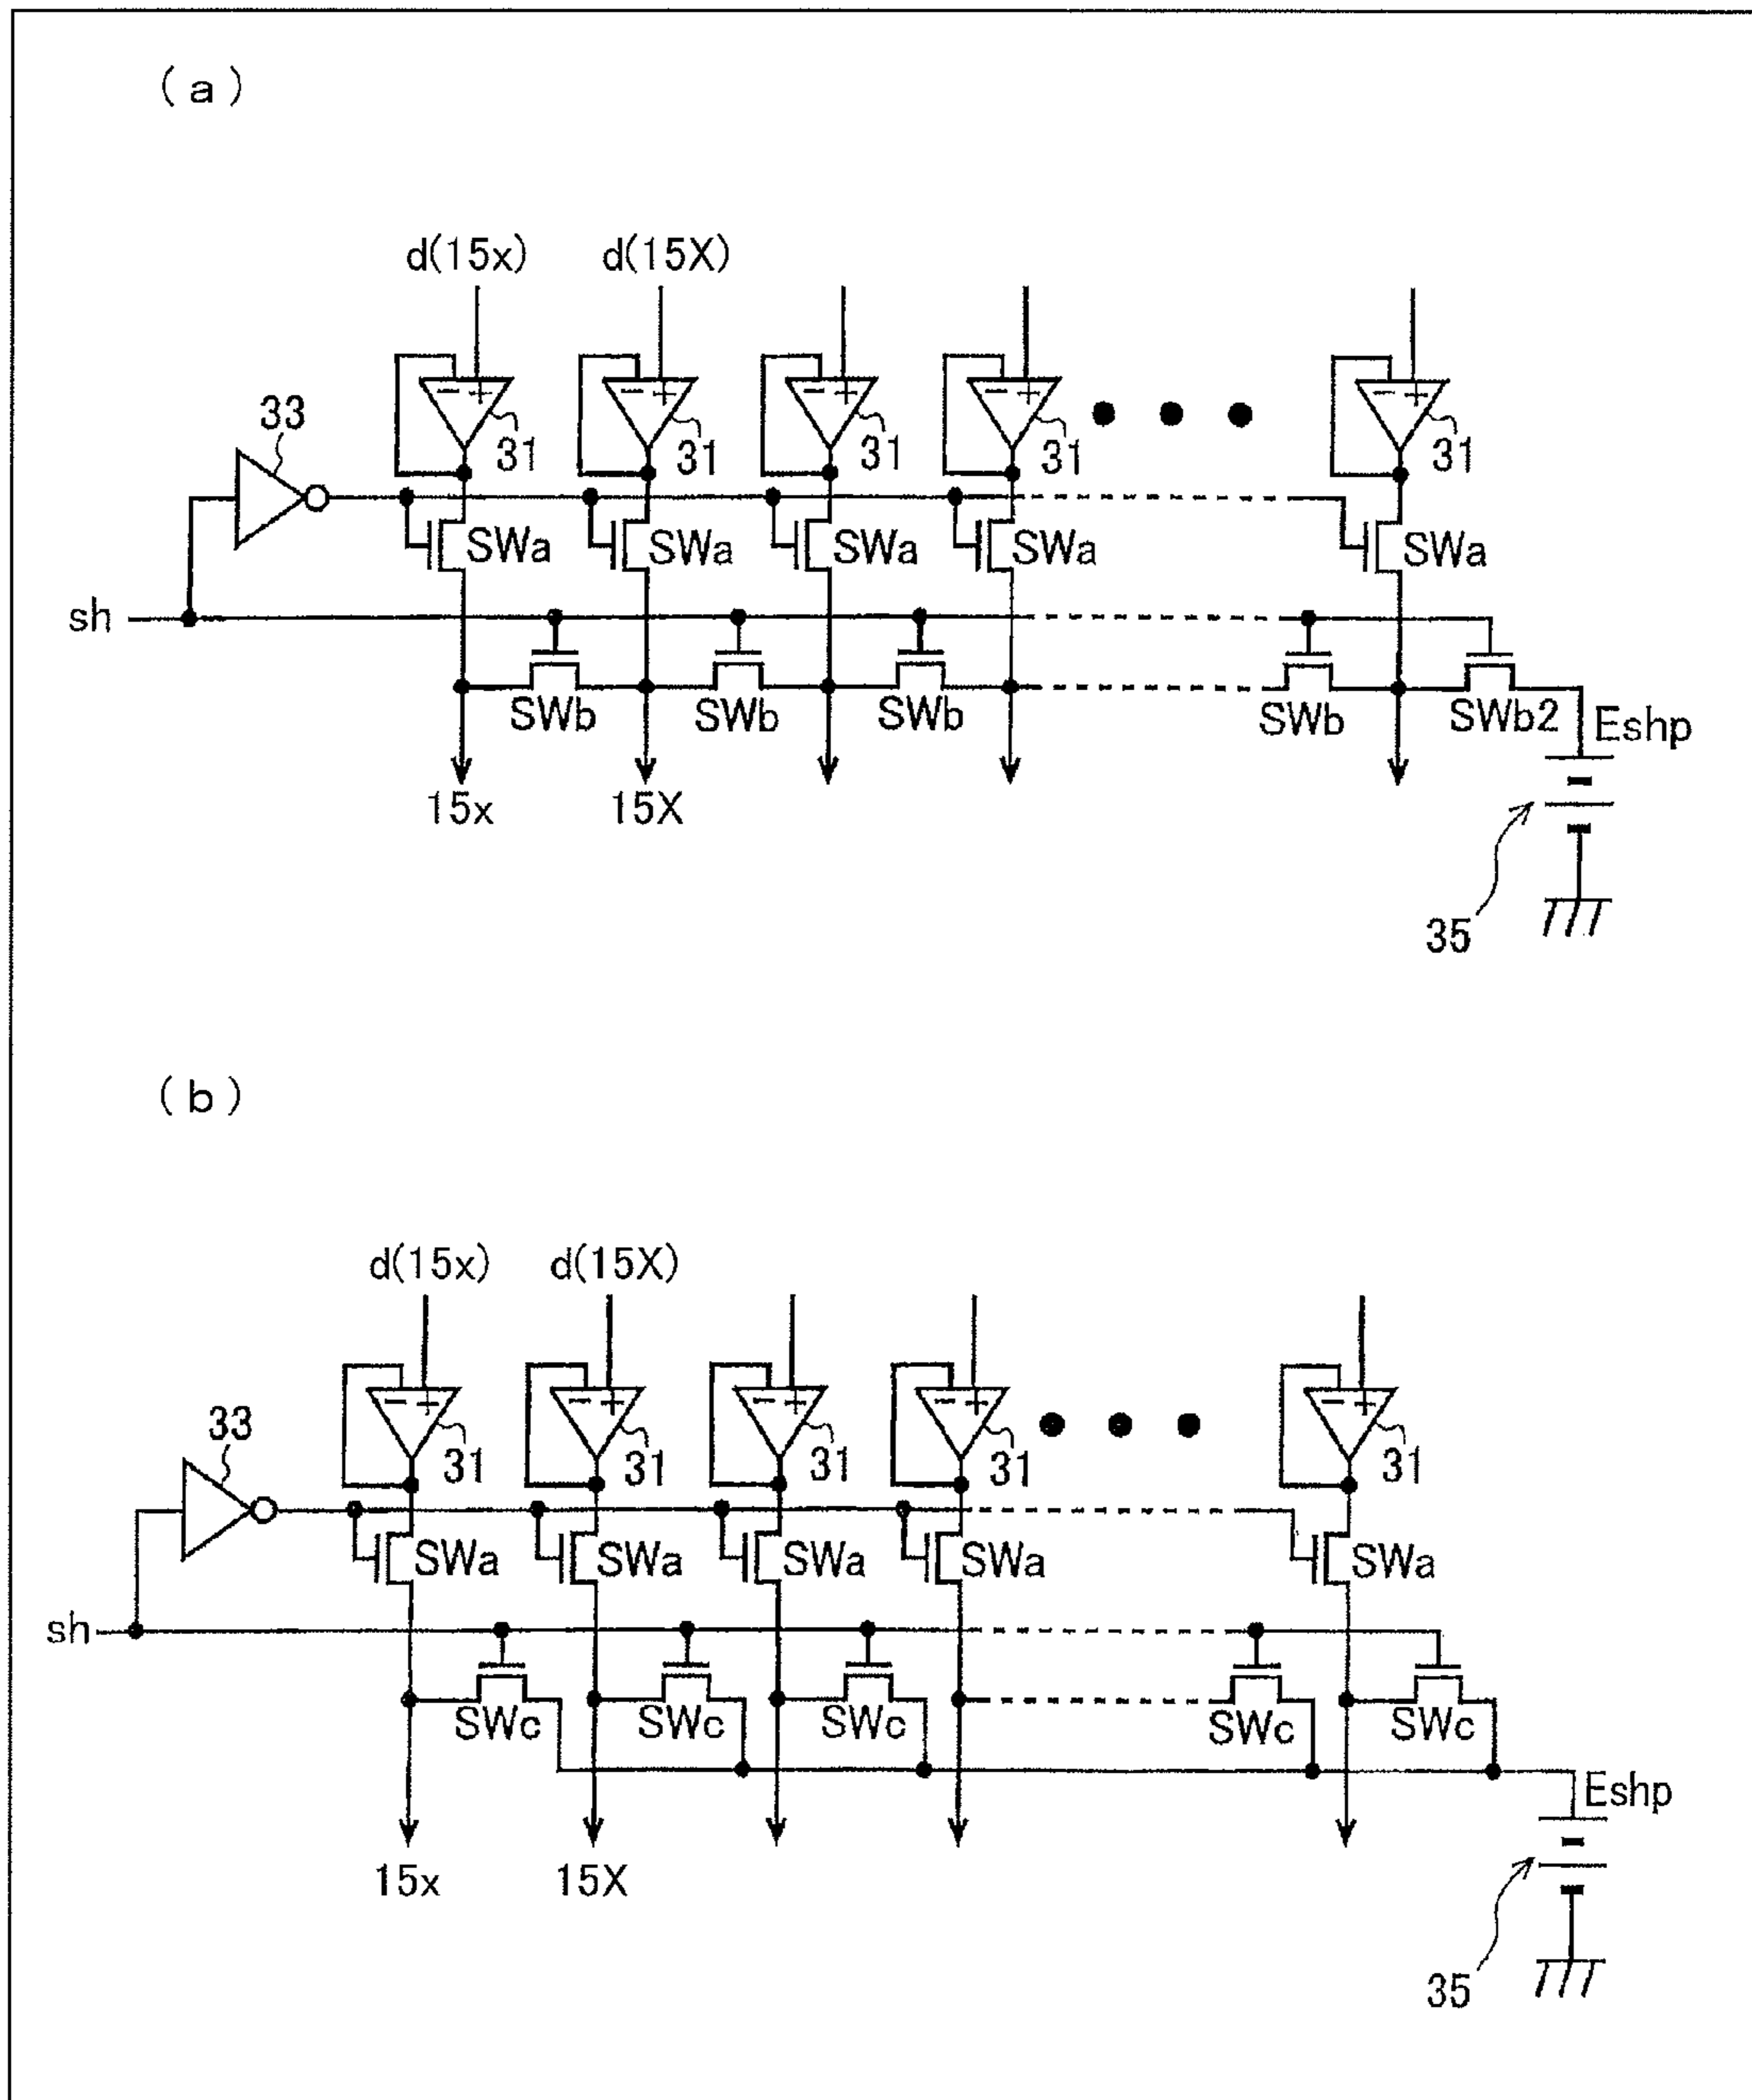 ( a )
d(15x) d(15X)
33
− + − + − + − + − +
31 31 31 31 31
SWa SWa SWa SWa SWa
sh
SWb SWb SWb SWb SWb2
Eshp
15x 15X
35
( b )
d(15x) d(15X)
33
− + − + − + − + − +
31 31 31 31 31
SWa SWa SWa SWa SWa
sh
SWc SWc SWc SWc SWc
Eshp
15x 15X
35